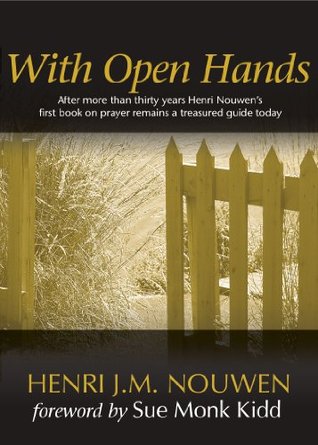 With Open Hands
After more than thirty years Henri Nouwen's
first book on prayer remains a treasured guide today
HENRI J.M. NOUWEN
foreword by Sue Monk Kidd